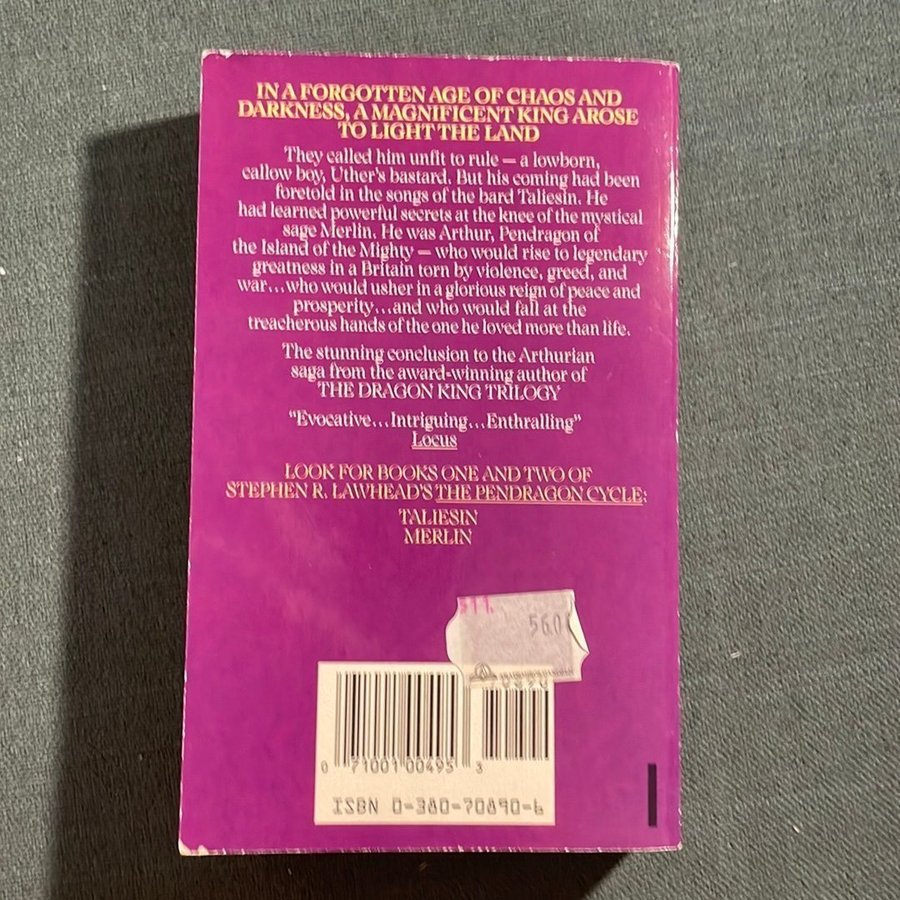 IN A FORGOTTEN AGE OF CHAOS AND
DARKNESS, A MAGNIFICENT KING AROSE
TO LIGHT THE LAND
They called him unfit to rule — a lowborn,
callow boy, Uther's bastard. But his coming had been
foretold in the songs of the bard Taliesin. He
had learned powerful secrets at the knee of the mystical
sage Merlin. He was Arthur, Pendragon of
the Island of the Mighty — who would rise to legendary
greatness in a Britain torn by violence, greed, and
war...who would usher in a glorious reign of peace and
prosperity...and who would fall at the
treacherous hands of the one he loved more than life.
The stunning conclusion to the Arthurian
saga from the award-winning author of
THE DRAGON KING TRILOGY
"Evocative...Intriguing...Enthralling"
Locus
LOOK FOR BOOKS ONE AND TWO OF
STEPHEN R. LAWHEAD'S THE PENDRAGON CYCLE:
TALIESIN
MERLIN
0 71001 00495 3
ISBN 0-380-70890-6